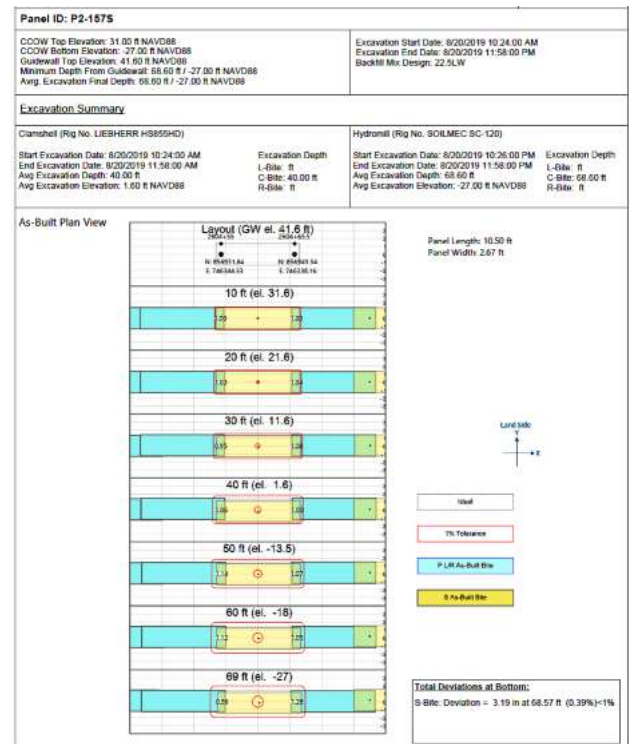 Panel ID: P2-157S
CCOW Top Elevation: 31.00 ft NAVD88
CCOW Bottom Elevation: -27.00 ft NAVD88
Guidewall Top Elevation: 41.60 ft NAVD88
Minimum Depth From Guidewall: 68.60 ft / -27.00 ft NAVD88
Avrg. Excavation Final Depth: 68.60 ft / -27.00 ft NAVD88
Excavation Start Date: 8/20/2019 10:24:00 AM
Excavation End Date: 8/20/2019 11:58:00 PM
Backfill Mix Design: 22.5LW
Excavation Summary
Clamshell (Rig No. LIEBHERR HS855HD)
Start Excavation Date: 8/20/2019 10:24:00 AM
End Excavation Date: 8/20/2019 11:58:00 AM
Avg Excavation Depth: 40.00 ft
Avg Excavation Elevation: 1.60 ft NAVD88
Excavation Depth
L-Bite: ft
C-Bite: 40.00 ft
R-Bite: ft
Hydromill (Rig No. SOILMEC SC-120)
Start Excavation Date: 8/20/2019 10:26:00 PM
End Excavation Date: 8/20/2019 11:58:00 PM
Avg Excavation Depth: 68.60 ft
Avg Excavation Elevation: -27.00 ft NAVD88
Excavation Depth
L-Bite: ft
C-Bite: 68.60 ft
R-Bite: ft
As-Built Plan View
Layout (GW el. 41.6 ft)
10 ft (el. 31.6)
20 ft (el. 21.6)
30 ft (el. 11.6)
40 ft (el. 1.6)
50 ft (el. -13.5)
60 ft (el. -18)
69 ft (el. -27)
Panel Length: 10.50 ft
Panel Width: 2.67 ft
Land Side
Y
X
Ideal
1% Tolerance
P L/R As-Built Bite
S As-Built Bite
Total Deviations at Bottom:
S-Bite: Deviation = 3.19 in at 68.57 ft (0.39%)<1%